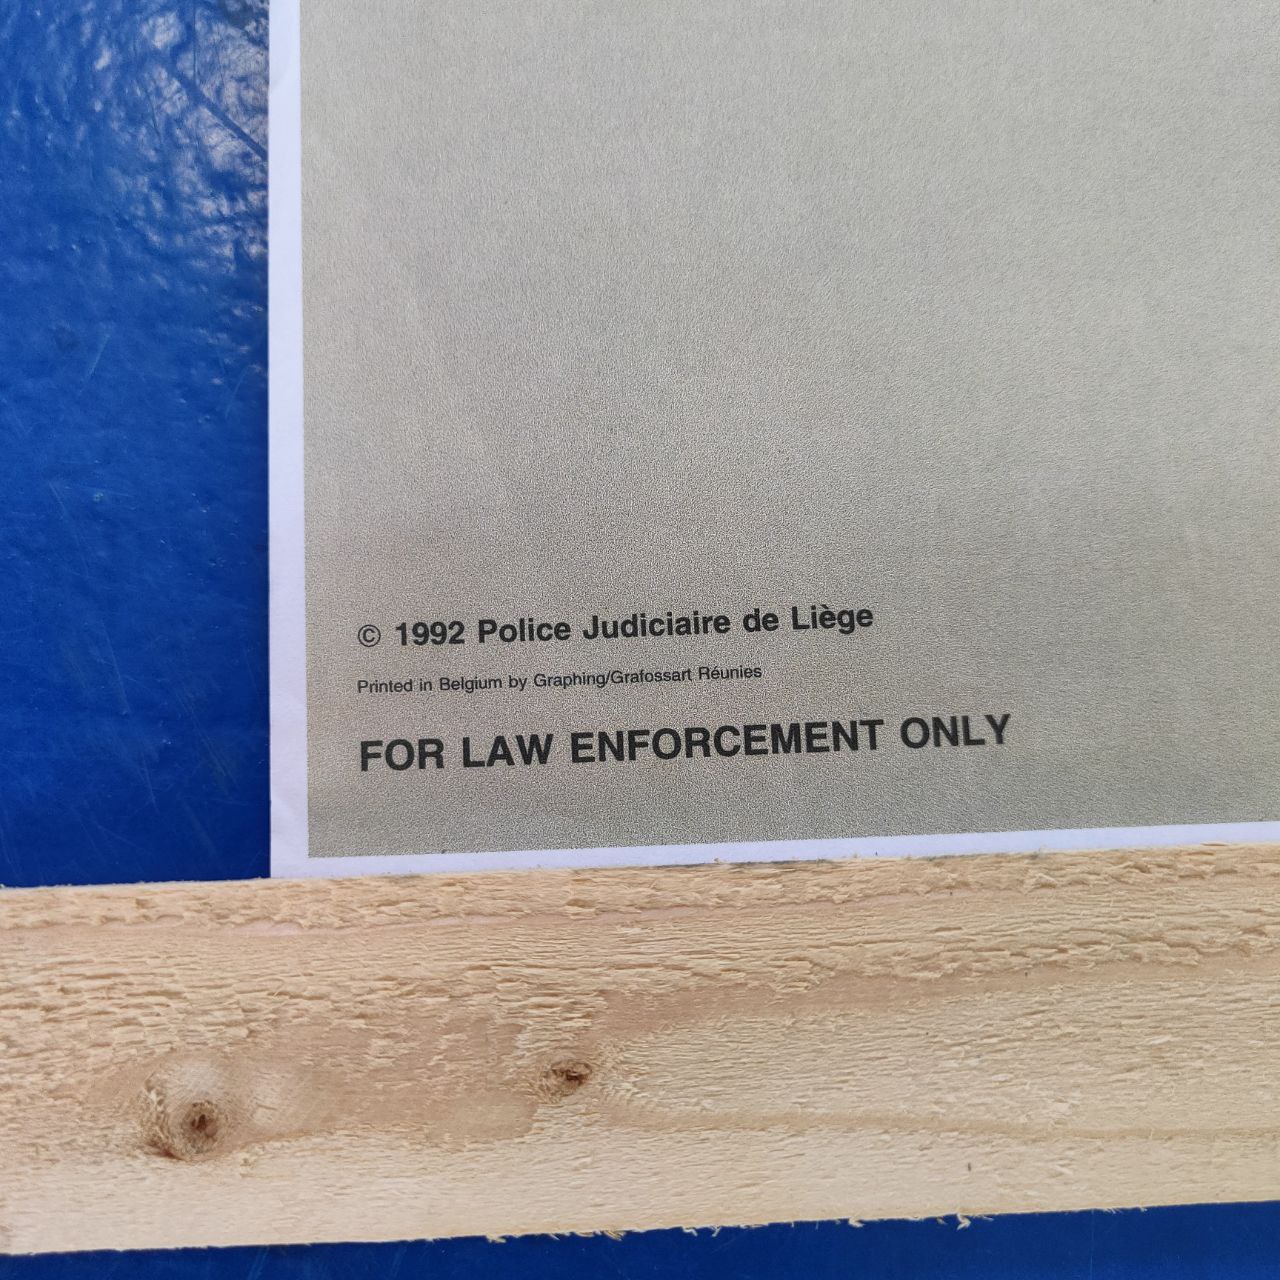 © 1992 Police Judiciaire de Liège
Printed in Belgium by Graphing/Grafossart Réunies
FOR LAW ENFORCEMENT ONLY